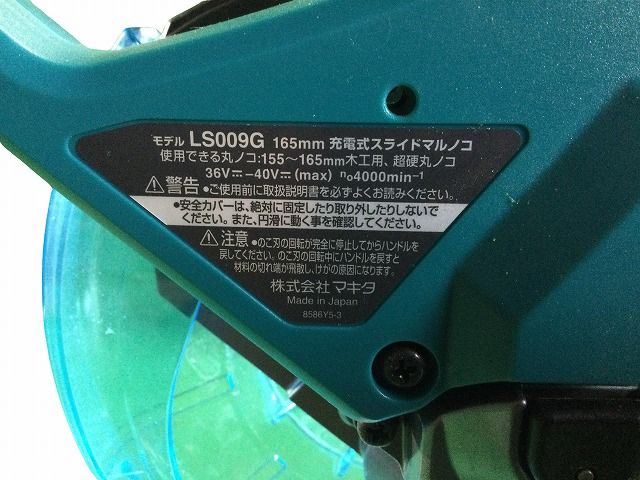 モデル LS009G 165mm 充電式スライドマルノコ
使用できる丸ノコ:155〜165mm木工用、超硬丸ノコ
36V⎓−40V⎓(max) n₀4000min⁻¹
⚠警告 •ご使用前に取扱説明書を必ずよくお読みください。
•安全カバーは、絶対に固定したり取り外したりしないで
ください。また、円滑に動く事を確認してください。
⚠注意 •のこ刃の回転が完全に停止してからハンドルを
戻してください。のこ刃の回転中にハンドルを戻すと
材料の切れ端が飛散し、けがの原因になります。
株式会社マキタ
Made in Japan
8586Y5-3